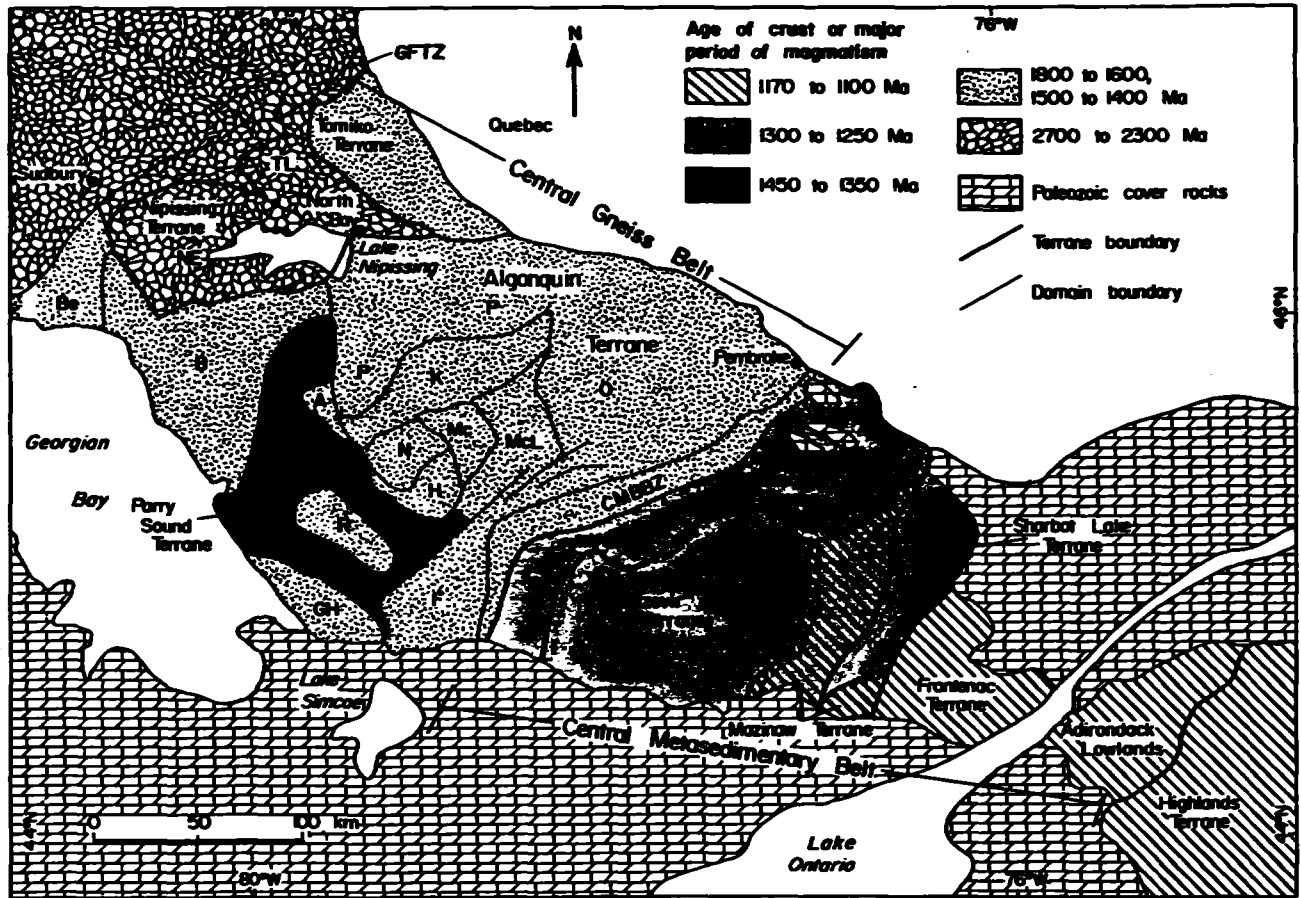 80°W
76°W
GFTZ
N
Age of crust or major
period of magmatism
1170 to 1100 Ma
1300 to 1250 Ma
1450 to 1350 Ma
1800 to 1600,
1500 to 1400 Ma
2700 to 2300 Ma
Paleozoic cover rocks
Terrane boundary
Domain boundary
Quebec
Tomiko
Terrane
Central Gneiss Belt
Sudbury
TL
North
Bay
Nipissing
Terrane
Lake
Nipissing
Algonquin
Terrane
46°N
Be
B
P
P
K
O
Pembroke
A
N
Mc
McL
H
Georgian
Bay
Parry
Sound
Terrane
R
CMBBZ
Sharbot Lake
Terrane
GH
Lake
Simcoe
Frontenac
Terrane
Mazinaw Terrane
Central Metasedimentary Belt
Adirondack
Lowlands
Highlands
Terrane
44°N
44°N
0 50 100 km
Lake
Ontario
80°W
76°W